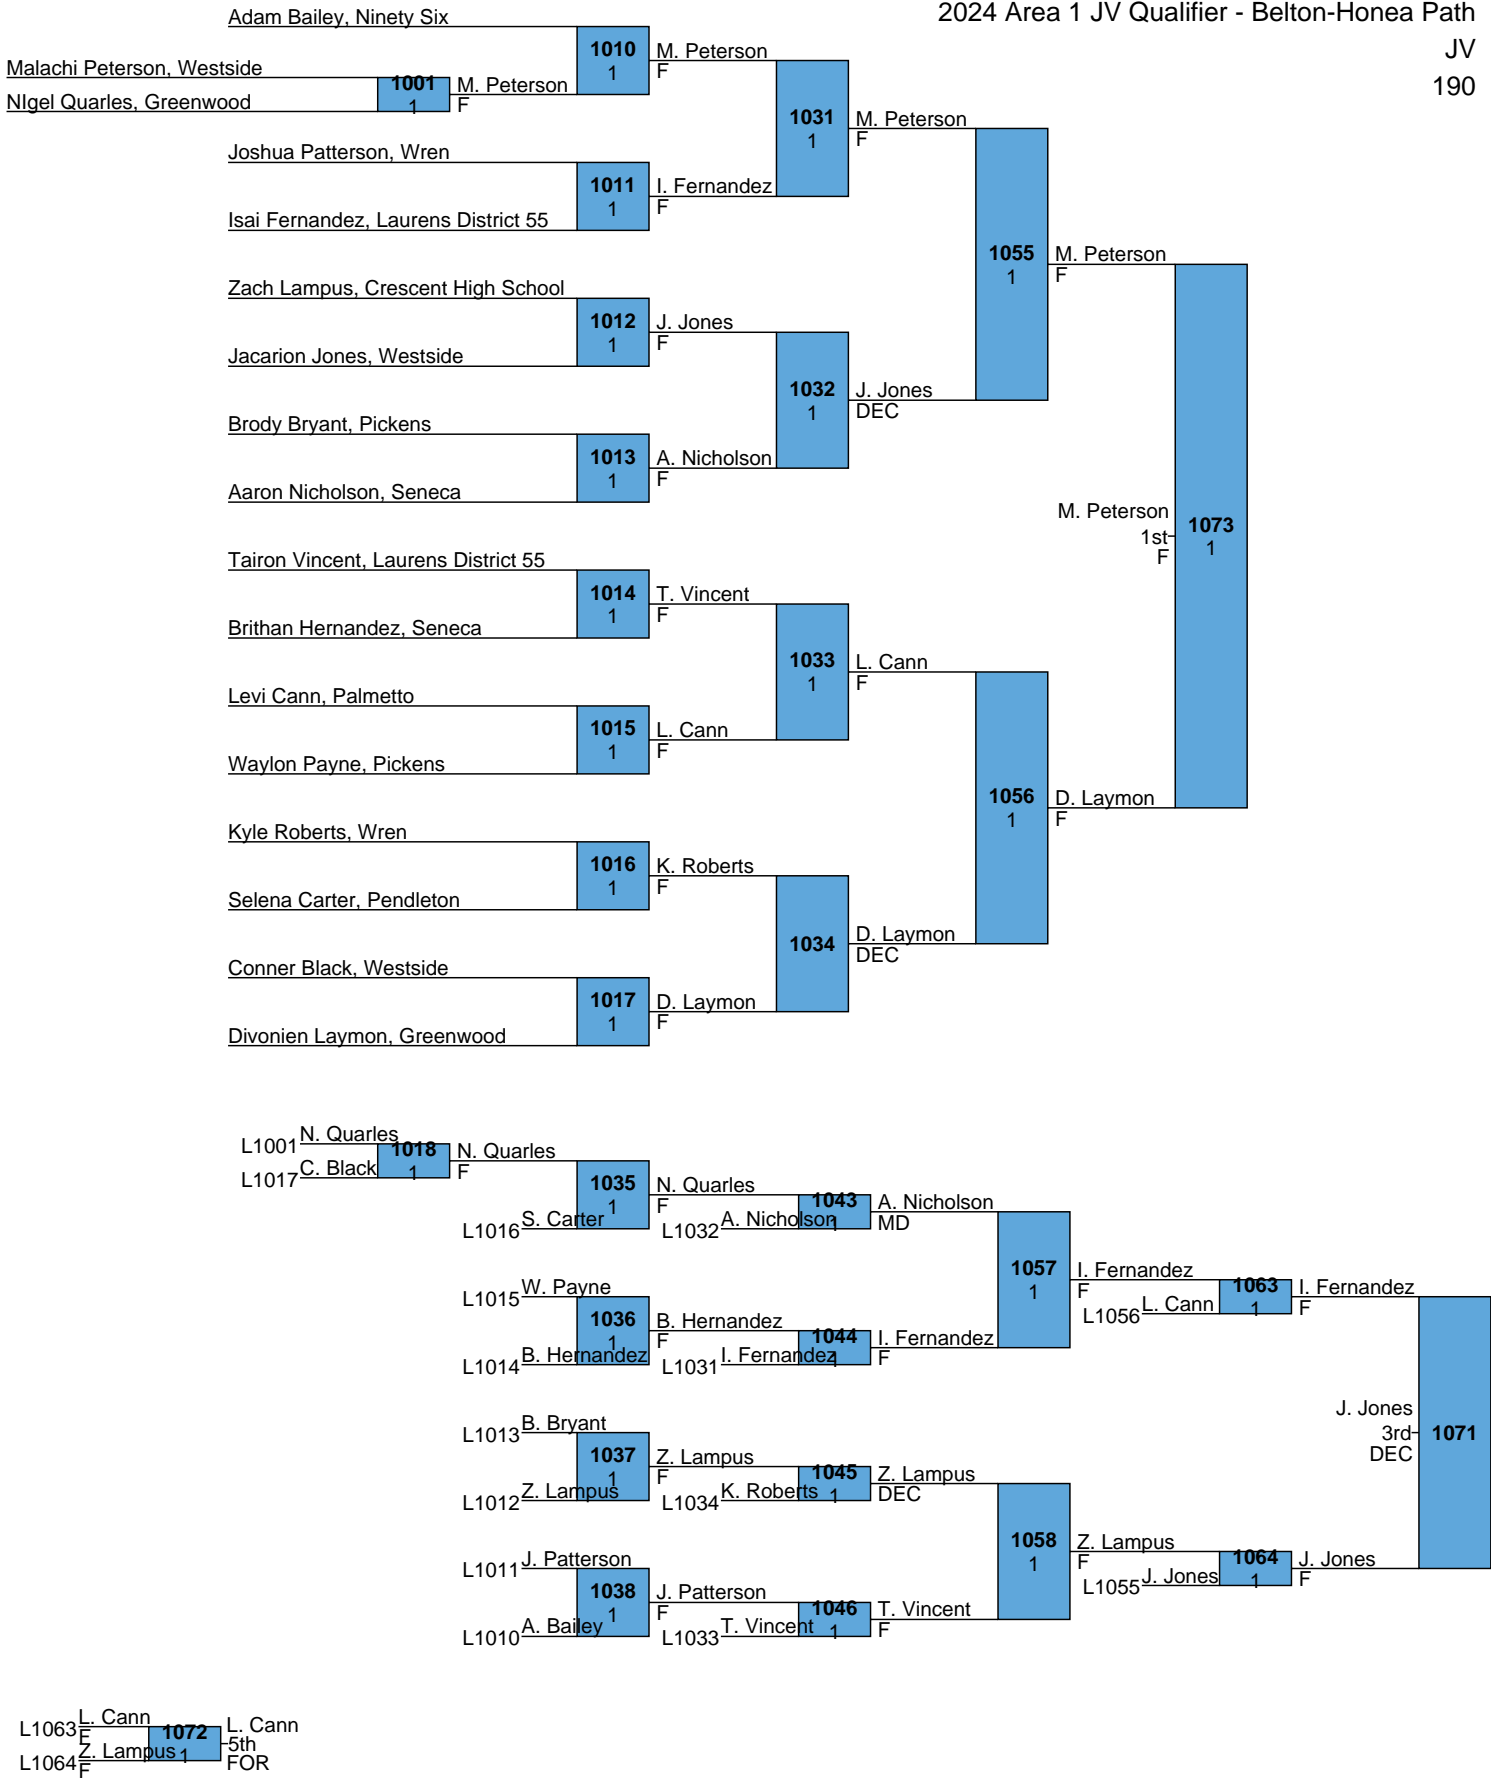 2024 Area 1 JV Qualifier - Belton-Honea Path
JV
190
Adam Bailey, Ninety Six
1010
1
M. Peterson
F
Malachi Peterson, Westside
1001
1
M. Peterson
F
NIgel Quarles, Greenwood
1031
1
M. Peterson
F
Joshua Patterson, Wren
1011
1
I. Fernandez
F
Isai Fernandez, Laurens District 55
1055
1
M. Peterson
F
Zach Lampus, Crescent High School
1012
1
J. Jones
F
Jacarion Jones, Westside
1032
1
J. Jones
DEC
Brody Bryant, Pickens
1013
1
A. Nicholson
F
Aaron Nicholson, Seneca
M. Peterson
1st
F
1073
1
Tairon Vincent, Laurens District 55
1014
1
T. Vincent
F
Brithan Hernandez, Seneca
1033
1
L. Cann
F
Levi Cann, Palmetto
1015
1
L. Cann
F
Waylon Payne, Pickens
1056
1
D. Laymon
F
Kyle Roberts, Wren
1016
1
K. Roberts
F
Selena Carter, Pendleton
1034
D. Laymon
DEC
Conner Black, Westside
1017
1
D. Laymon
F
Divonien Laymon, Greenwood
L1001
N. Quarles
1018
1
N. Quarles
F
L1017
C. Black
1035
1
N. Quarles
F
L1016
S. Carter
L1032
A. Nicholson
1043
1
A. Nicholson
MD
1057
1
I. Fernandez
F
L1015
W. Payne
1036
1
B. Hernandez
F
L1014
B. Hernandez
L1031
I. Fernandez
1044
1
I. Fernandez
F
L1056
L. Cann
1063
1
I. Fernandez
F
J. Jones
3rd
DEC
1071
L1013
B. Bryant
1037
1
Z. Lampus
F
L1012
Z. Lampus
L1034
K. Roberts
1045
1
Z. Lampus
DEC
1058
1
Z. Lampus
F
L1055
J. Jones
1064
1
J. Jones
F
L1011
J. Patterson
1038
1
J. Patterson
F
L1010
A. Bailey
L1033
T. Vincent
1046
1
T. Vincent
F
L1063
L. Cann
F
1072
1
L. Cann
5th
FOR
L1064
Z. Lampus
F